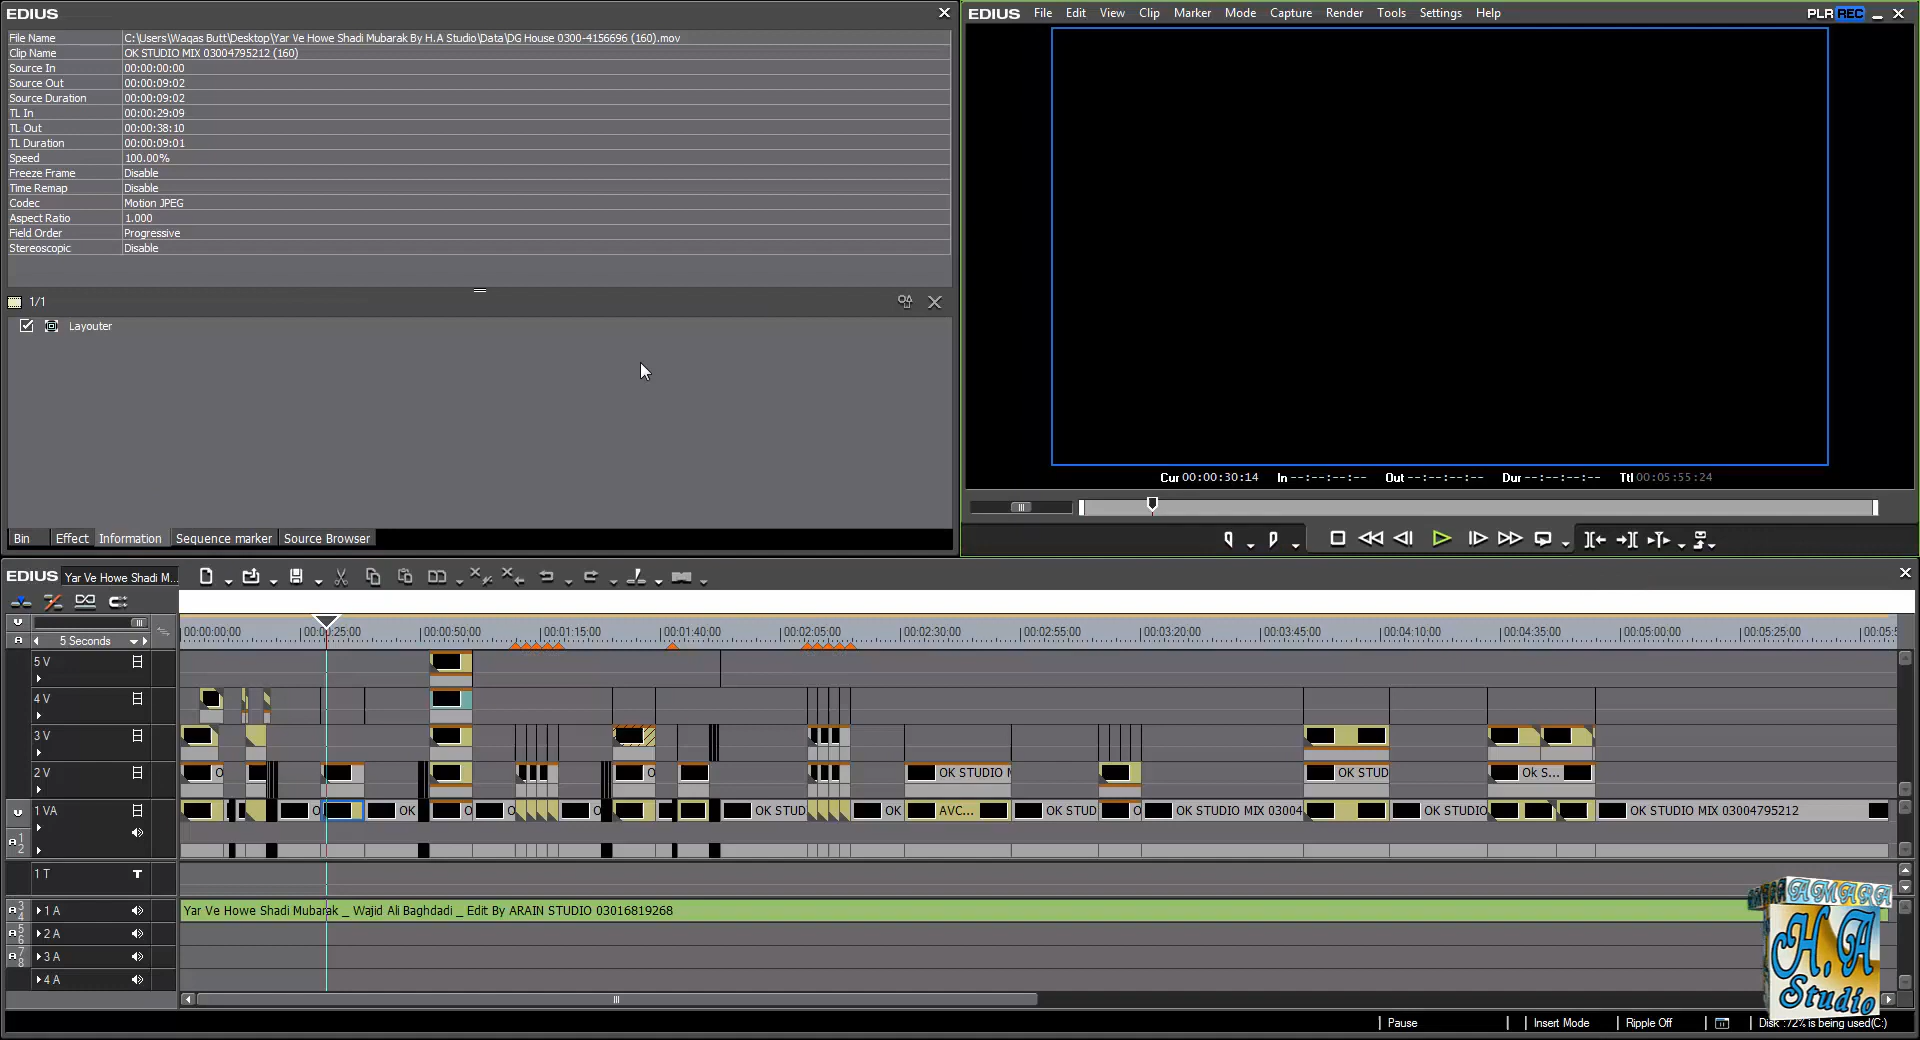 EDIUS
File Name C:\Users\Waqas Butt\Desktop\Yar Ve Howe Shadi Mubarak By H.A Studio\Data\DG House 0300-4156696 (160).mov
Clip Name OK STUDIO MIX 03004795212 (160)
Source In 00:00:00:00
Source Out 00:00:09:02
Source Duration 00:00:09:02
TL In 00:00:29:09
TL Out 00:00:38:10
TL Duration 00:00:09:01
Speed 100.00%
Freeze Frame Disable
Time Remap Disable
Codec Motion JPEG
Aspect Ratio 1.000
Field Order Progressive
Stereoscopic Disable
1/1
Layouter
Bin Effect Information Sequence marker Source Browser
EDIUS File Edit View Clip Marker Mode Capture Render Tools Settings Help PLR REC
Cur 00:00:30:14 In --:--:--:-- Out --:--:--:-- Dur --:--:--:-- Ttl 00:05:55:24
EDIUS Yar Ve Howe Shadi M...
5 Seconds 00:00:00:00 00:00:25:00 00:00:50:00 00:01:15:00 00:01:40:00 00:02:05:00 00:02:30:00 00:02:55:00 00:03:20:00 00:03:45:00 00:04:10:00 00:04:35:00 00:05:00:00 00:05:25:00 00:05:5
5 V
4 V
3 V
2 V O O OK STUDIO M OK STUD Ok S...
1 VA O OK O O O OK STUD OK AVC... OK STUD O OK STUDIO MIX 03004 OK STUDIO OK STUDIO MIX 03004795212
A 1 2
1 T T
A 3 4 1 A Yar Ve Howe Shadi Mubarak _ Wajid Ali Baghdadi _ Edit By ARAIN STUDIO 03016819268
A 5 6 2 A
A 7 8 3 A
4 A
AMARA
H.A
Studio
Pause Insert Mode Ripple Off Disk :72% is being used(C:)